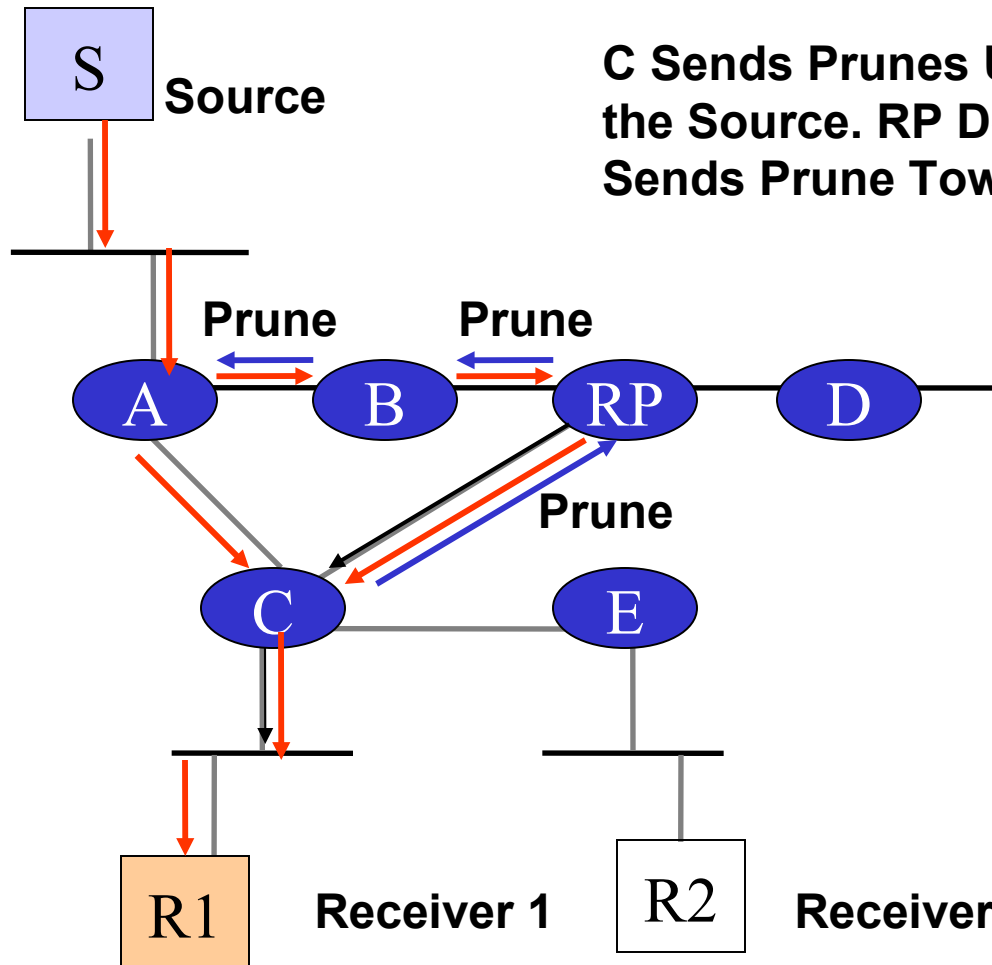 S
Source
C Sends Prunes U
the Source. RP D
Sends Prune Tow
Prune Prune
A B RP D
Prune
C E
R1 Receiver 1 R2 Receiver